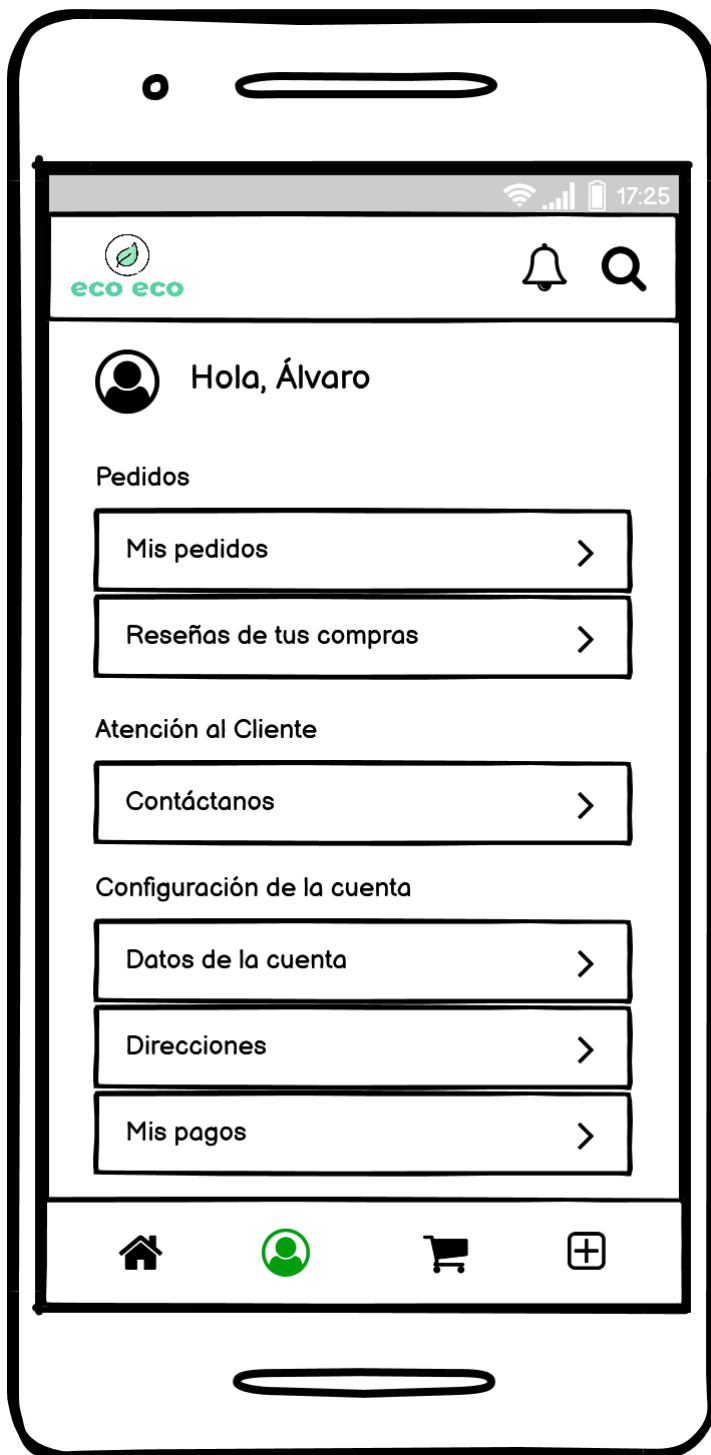 17:25
eco eco
Hola, Álvaro
Pedidos
Mis pedidos
Reseñas de tus compras
Atención al Cliente
Contáctanos
Configuración de la cuenta
Datos de la cuenta
Direcciones
Mis pagos